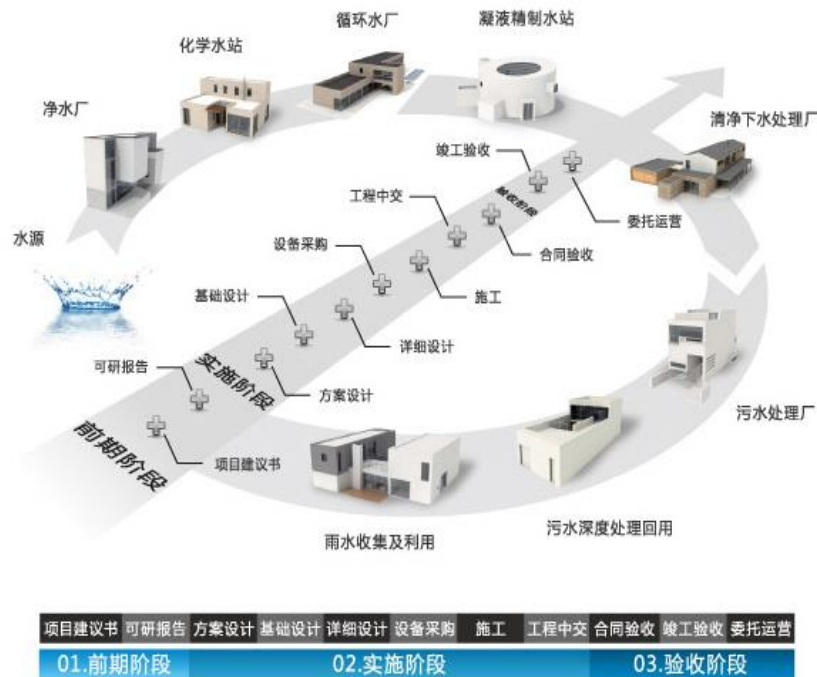 循环水厂
凝液精制水站
化学水站
净水厂
清净下水处理厂
竣工验收
验收阶段
工程中交
委托运营
水源
设备采购
合同验收
基础设计
施工
可研报告
实施阶段
详细设计
方案设计
前期阶段
项目建议书
污水处理厂
污水深度处理回用
雨水收集及利用
项目建议书 可研报告 方案设计 基础设计 详细设计 设备采购 施工 工程中交 合同验收 竣工验收 委托运营
01.前期阶段 02.实施阶段 03.验收阶段